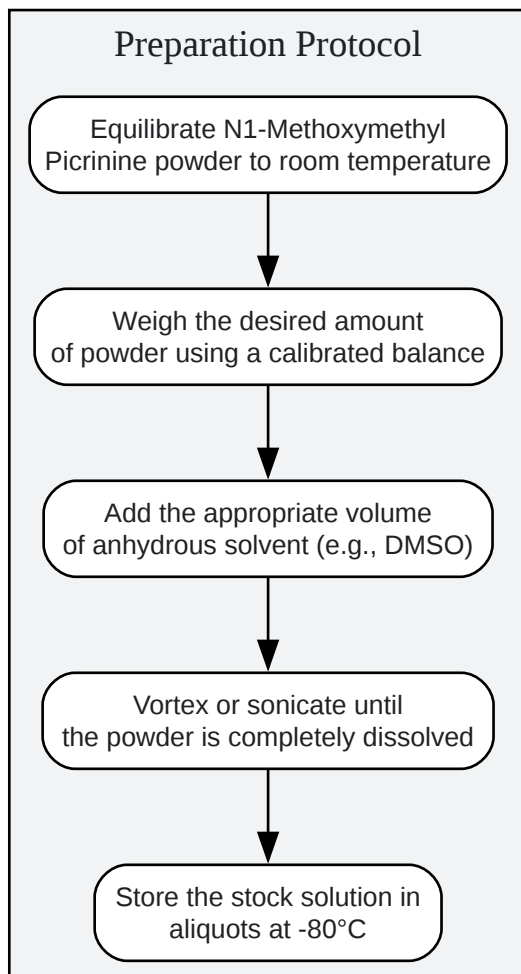 Preparation Protocol
Equilibrate N1-Methoxymethyl
Picrinine powder to room temperature
Weigh the desired amount
of powder using a calibrated balance
Add the appropriate volume
of anhydrous solvent (e.g., DMSO)
Vortex or sonicate until
the powder is completely dissolved
Store the stock solution in
aliquots at -80°C